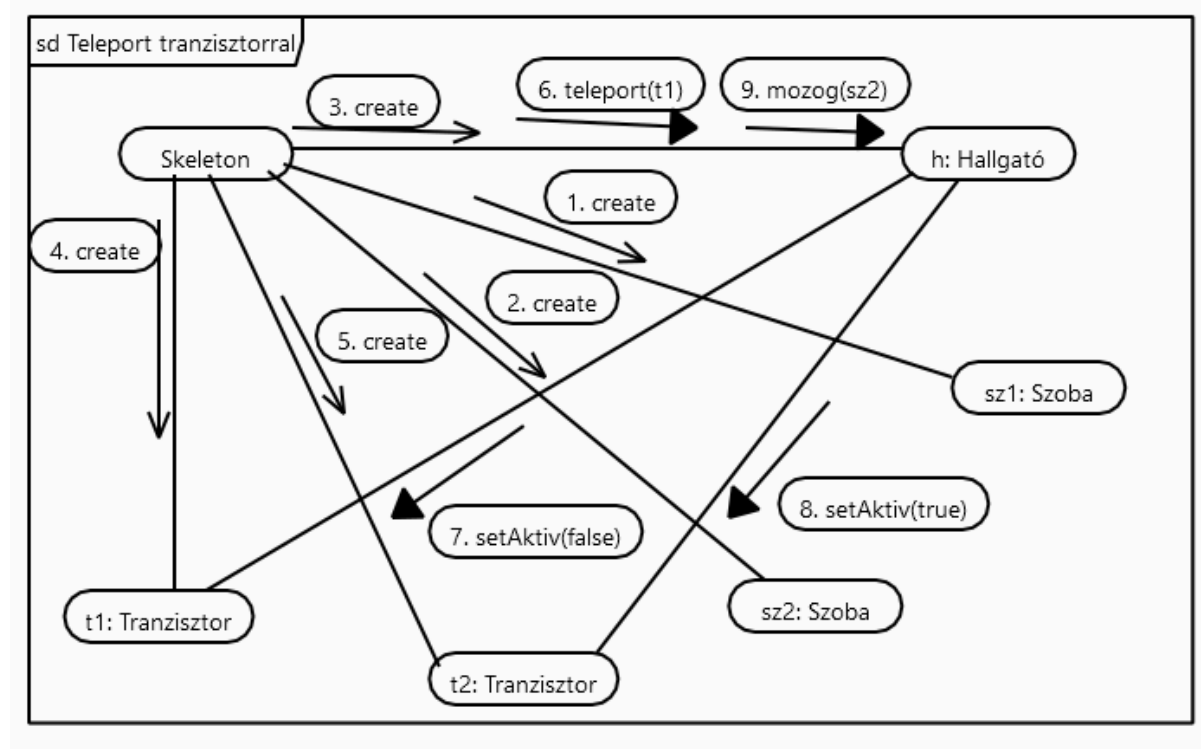 sd Teleport tranzisztorral
3. create
6. teleport(t1)
9. mozog(sz2)
Skeleton
h: Hallgató
1. create
4. create
2. create
5. create
sz1: Szoba
7. setAktiv(false)
8. setAktiv(true)
t1: Tranzisztor
sz2: Szoba
t2: Tranzisztor